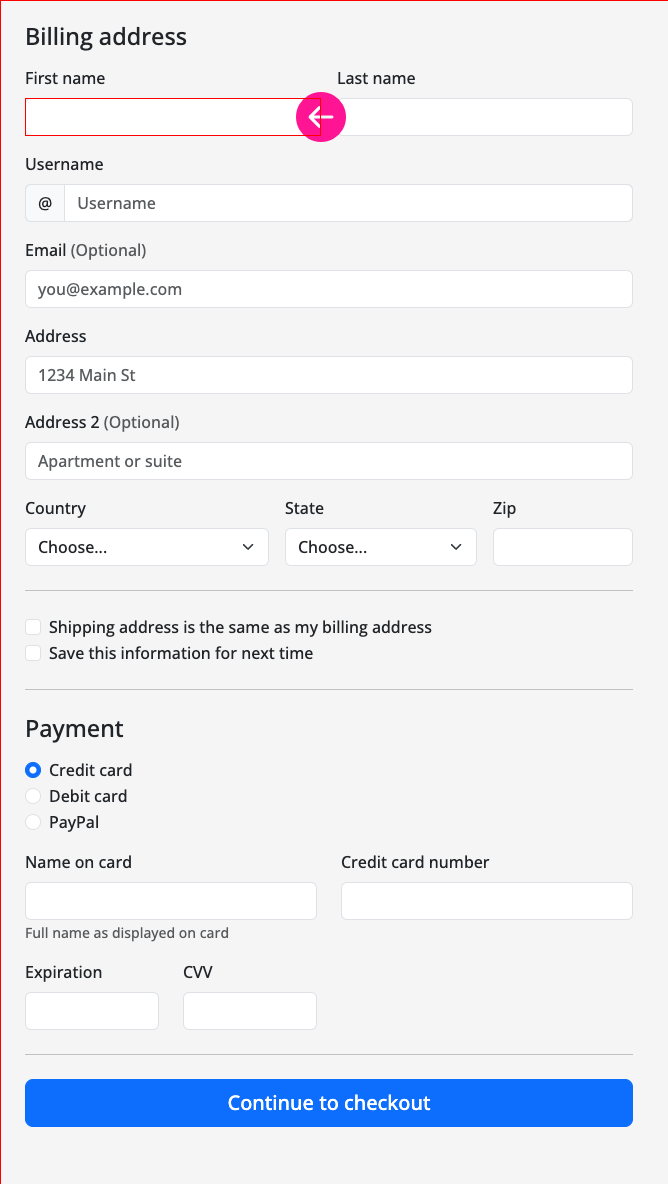 Billing address
First name Last name
Username
@ Username
Email (Optional)
you@example.com
Address
1234 Main St
Address 2 (Optional)
Apartment or suite
Country State Zip
Choose... Choose...
Shipping address is the same as my billing address
Save this information for next time
Payment
Credit card
Debit card
PayPal
Name on card Credit card number
Full name as displayed on card
Expiration CVV
Continue to checkout